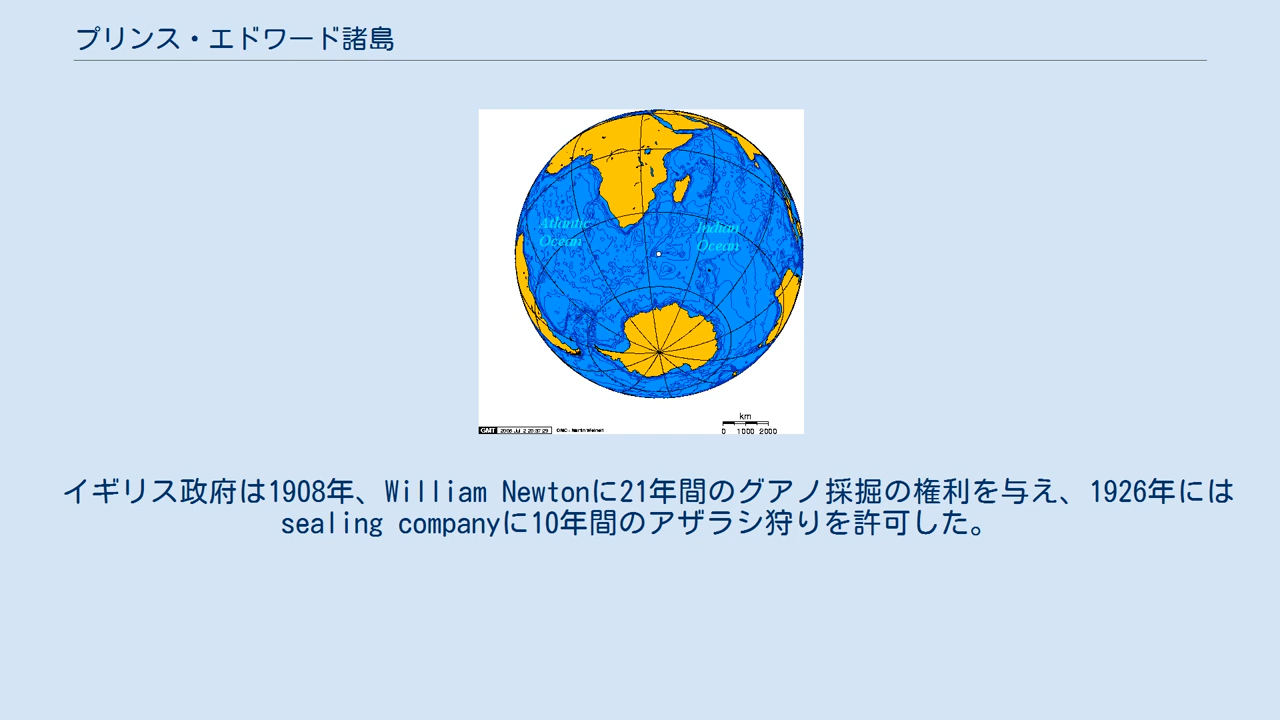 プリンス・エドワード諸島
Atlantic
Ocean
Indian
Ocean
km
0 1000 2000
GMT
イギリス政府は1908年、William Newtonに21年間のグアノ採掘の権利を与え、1926年には
sealing companyに10年間のアザラシ狩りを許可した。